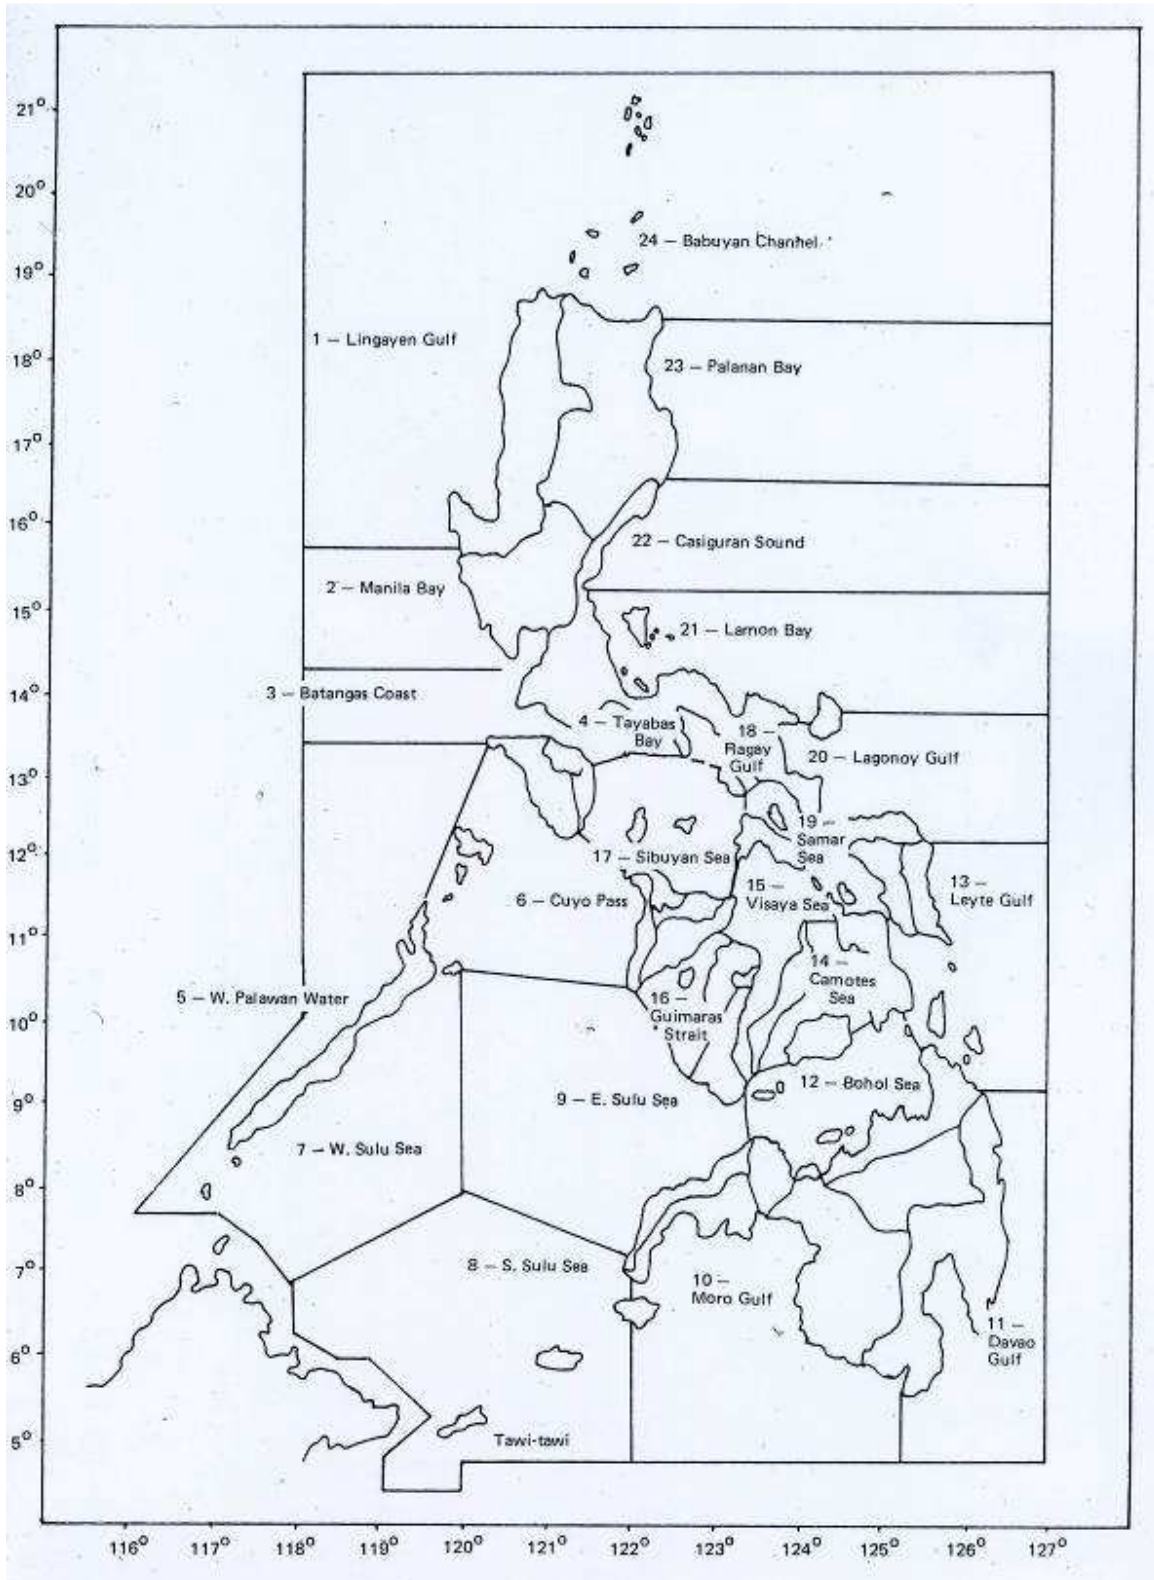 21°
20°
24 — Babuyan Channel
19°
1 — Lingayen Gulf
18°
23 — Palanan Bay
17°
16°
22 — Casiguran Sound
2 — Manila Bay
15°
21 — Lamon Bay
14°
3 — Batangas Coast
4 — Tayabas
Bay
18 —
Ragay
Gulf
20 — Lagonoy Gulf
13°
19 —
Samar
Sea
12°
17 — Sibuyan Sea
15 —
Visaya Sea
13 —
Leyte Gulf
6 — Cuyo Pass
11°
14 —
Camotes
Sea
5 — W. Palawan Water
16 —
Guimaras
Strait
10°
12 — Bohol Sea
9 — E. Sulu Sea
9°
7 — W. Sulu Sea
8°
8 — S. Sulu Sea
7°
10 —
Moro Gulf
11 —
Davao
Gulf
6°
5°
Tawi-tawi
116° 117° 118° 119° 120° 121° 122° 123° 124° 125° 126° 127°